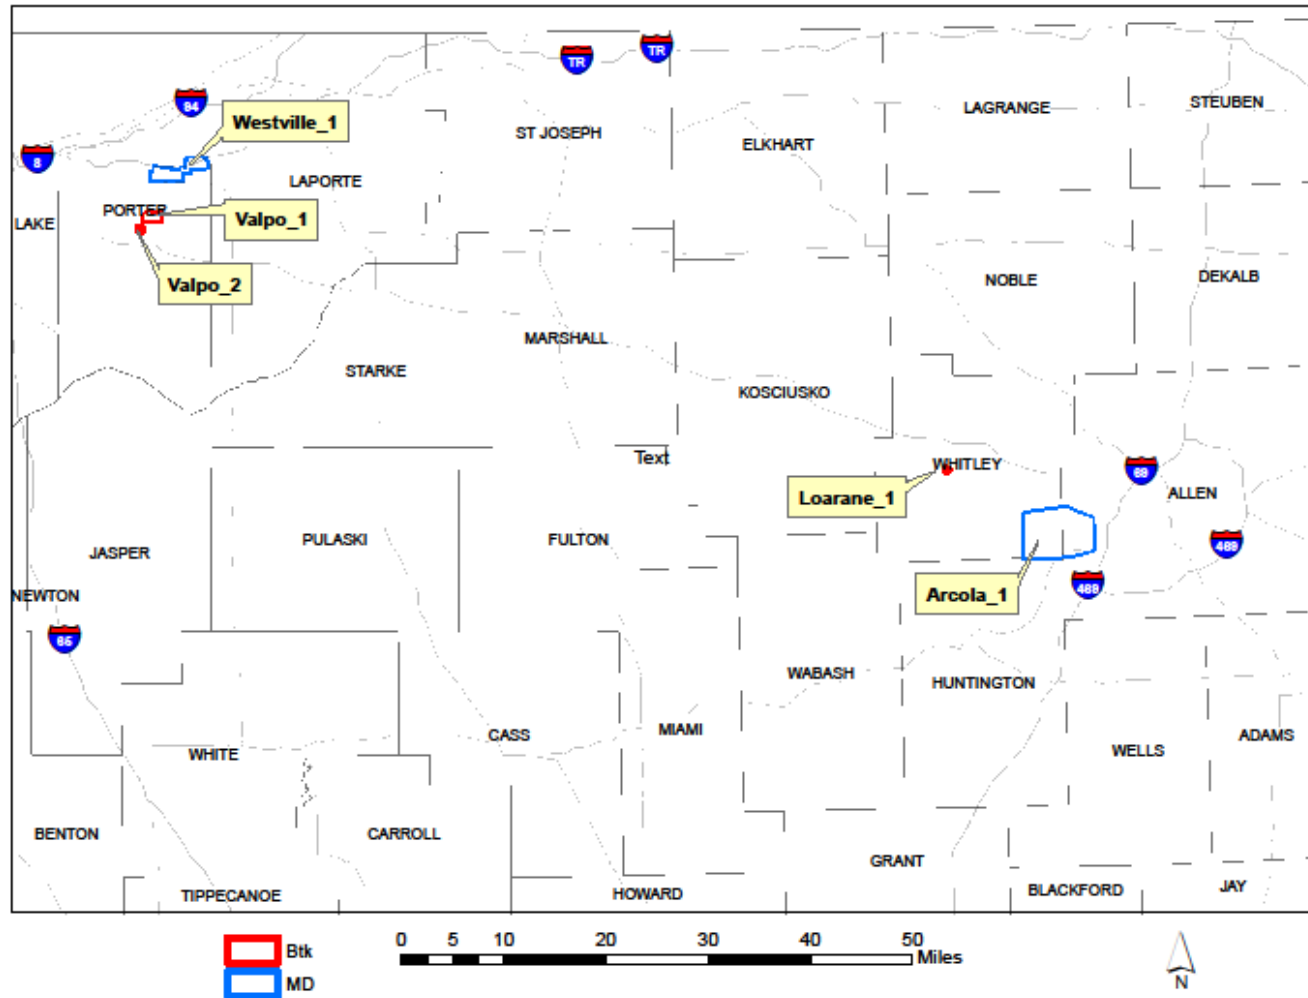 TR
TR
94
LAGRANGE
STEUBEN
Westville_1
ST JOSEPH
ELKHART
8
LAPORTE
PORTER
LAKE
Valpo_1
Valpo_2
NOBLE
DEKALB
MARSHALL
STARKE
KOSCIUSKO
Text
WHITLEY
69
Loarane_1
ALLEN
JASPER
PULASKI
FULTON
469
Arcola_1
NEWTON
65
WABASH
HUNTINGTON
CASS
MIAMI
WHITE
WELLS
ADAMS
BENTON
CARROLL
GRANT
TIPPECANOE
HOWARD
BLACKFORD
JAY
Btk
MD
0 5 10 20 30 40 50
Miles
N